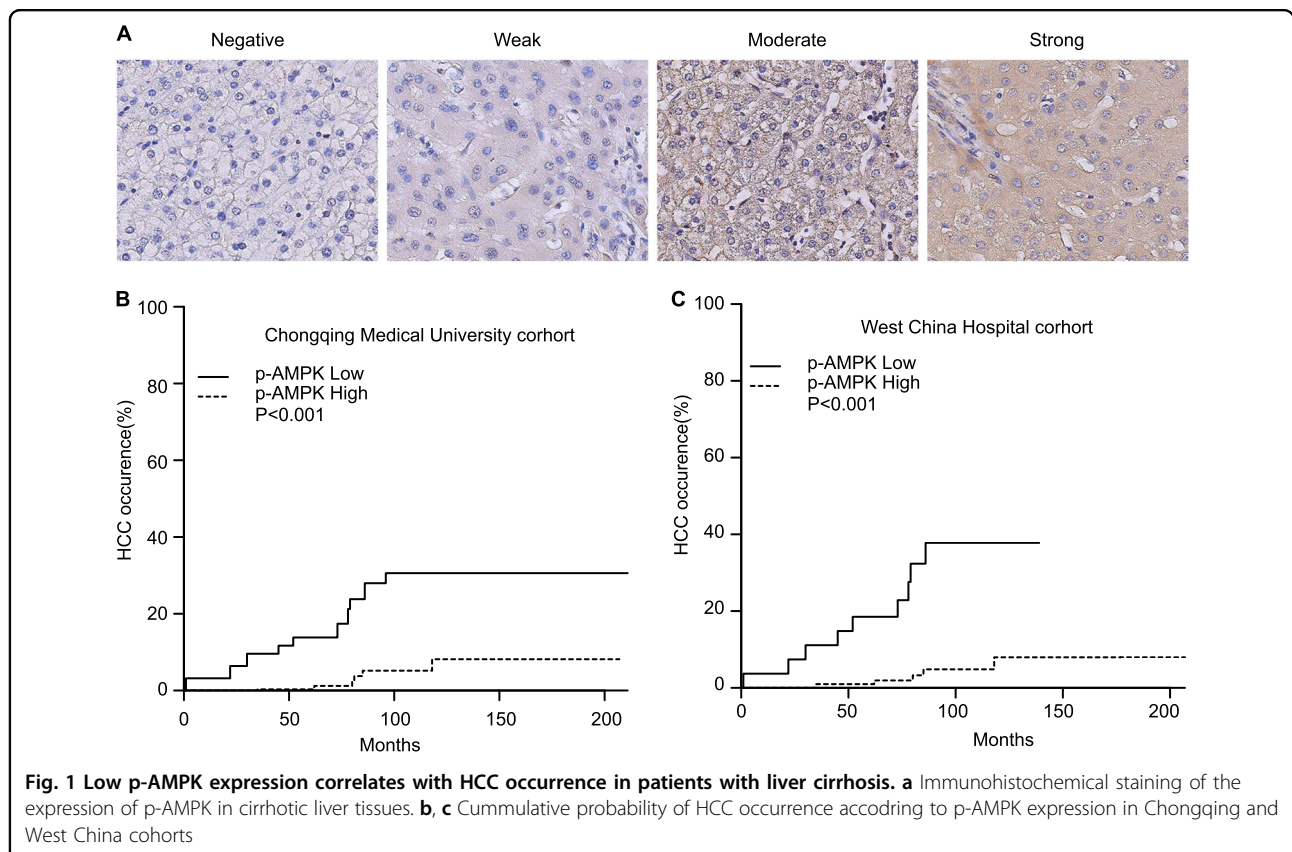 A
Negative Weak Moderate Strong
B
Chongqing Medical University corhort
p-AMPK Low
p-AMPK High
P<0.001
HCC occurence(%)
100
80
60
40
20
0
0 50 100 150 200
Months
C
West China Hospital corhort
p-AMPK Low
p-AMPK High
P<0.001
HCC occurence(%)
100
80
60
40
20
0
0 50 100 150 200
Months
Fig. 1 Low p-AMPK expression correlates with HCC occurrence in patients with liver cirrhosis. a Immunohistochemical staining of the
expression of p-AMPK in cirrhotic liver tissues. b, c Cummulative probability of HCC occurrence accodring to p-AMPK expression in Chongqing and
West China cohorts